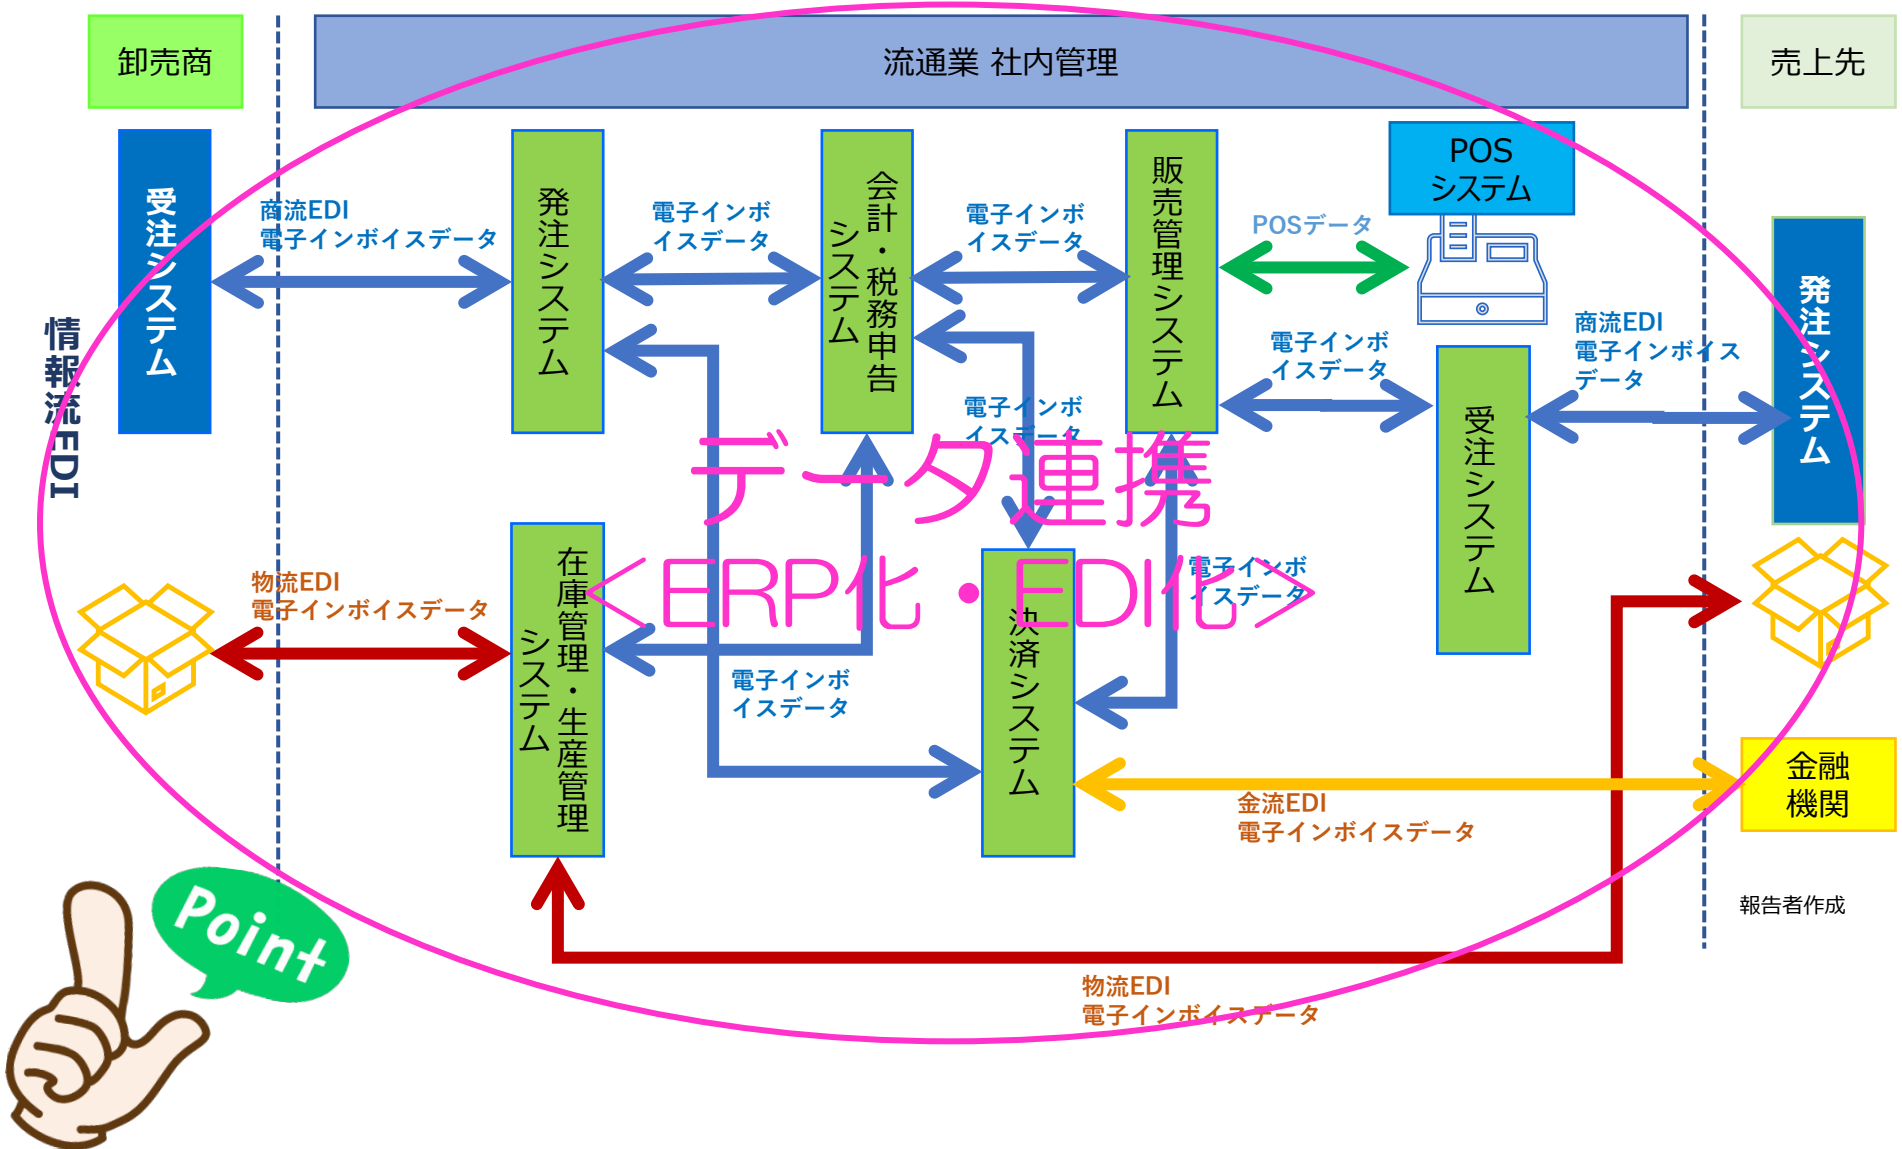 卸売商
流通業 社内管理
売上先
受注システム
商流EDI
電子インボイスデータ
発注システム
電子インボ
イスデータ
会計・税務申告
システム
電子インボ
イスデータ
販売管理システム
POS
システム
POSデータ
電子インボ
イスデータ
受注システム
商流EDI
電子インボイス
データ
発注システム
情報流EDI
電子インボ
イスデータ
データ連携
<ERP化・EDI化>
物流EDI
電子インボイスデータ
在庫管理・生産管理
システム
電子インボ
イスデータ
決済システム
電子インボ
イスデータ
金流EDI
電子インボイスデータ
金融
機関
報告者作成
Point
物流EDI
電子インボイスデータ